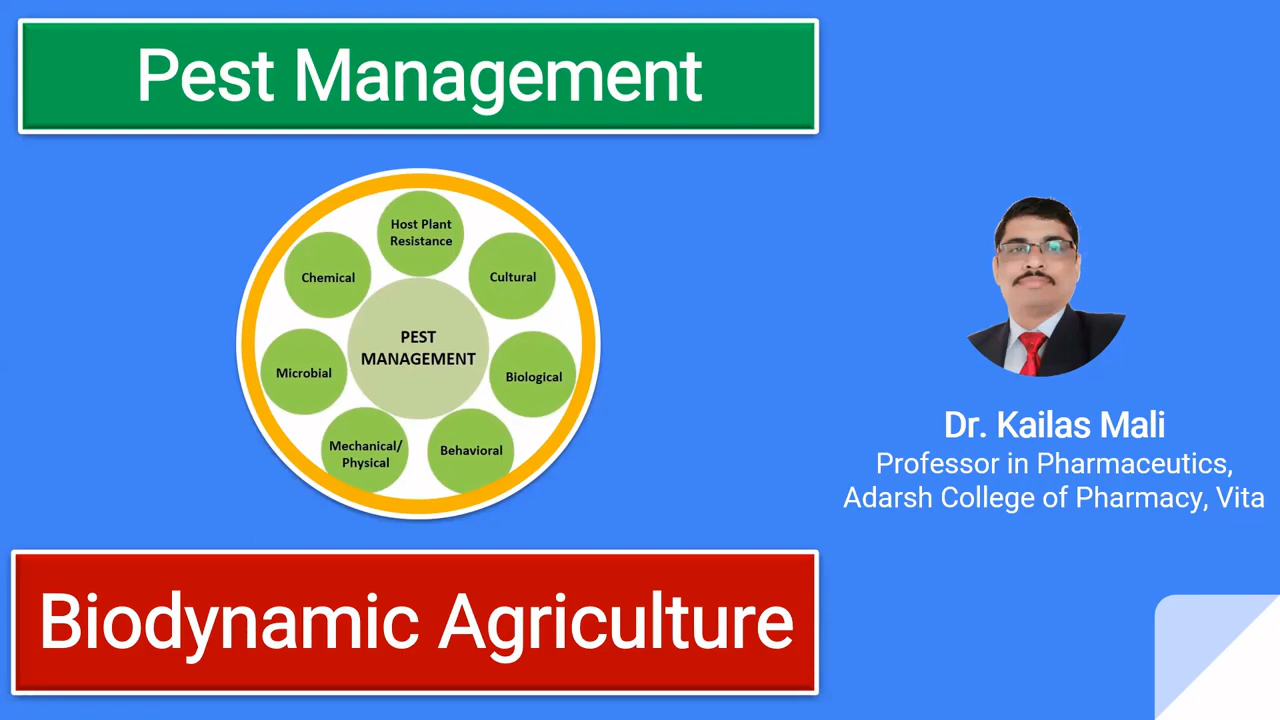 Pest Management
Host Plant
Resistance
Chemical
Cultural
PEST
MANAGEMENT
Microbial
Biological
Mechanical/
Physical
Behavioral
Dr. Kailas Mali
Professor in Pharmaceutics,
Adarsh College of Pharmacy, Vita
Biodynamic Agriculture